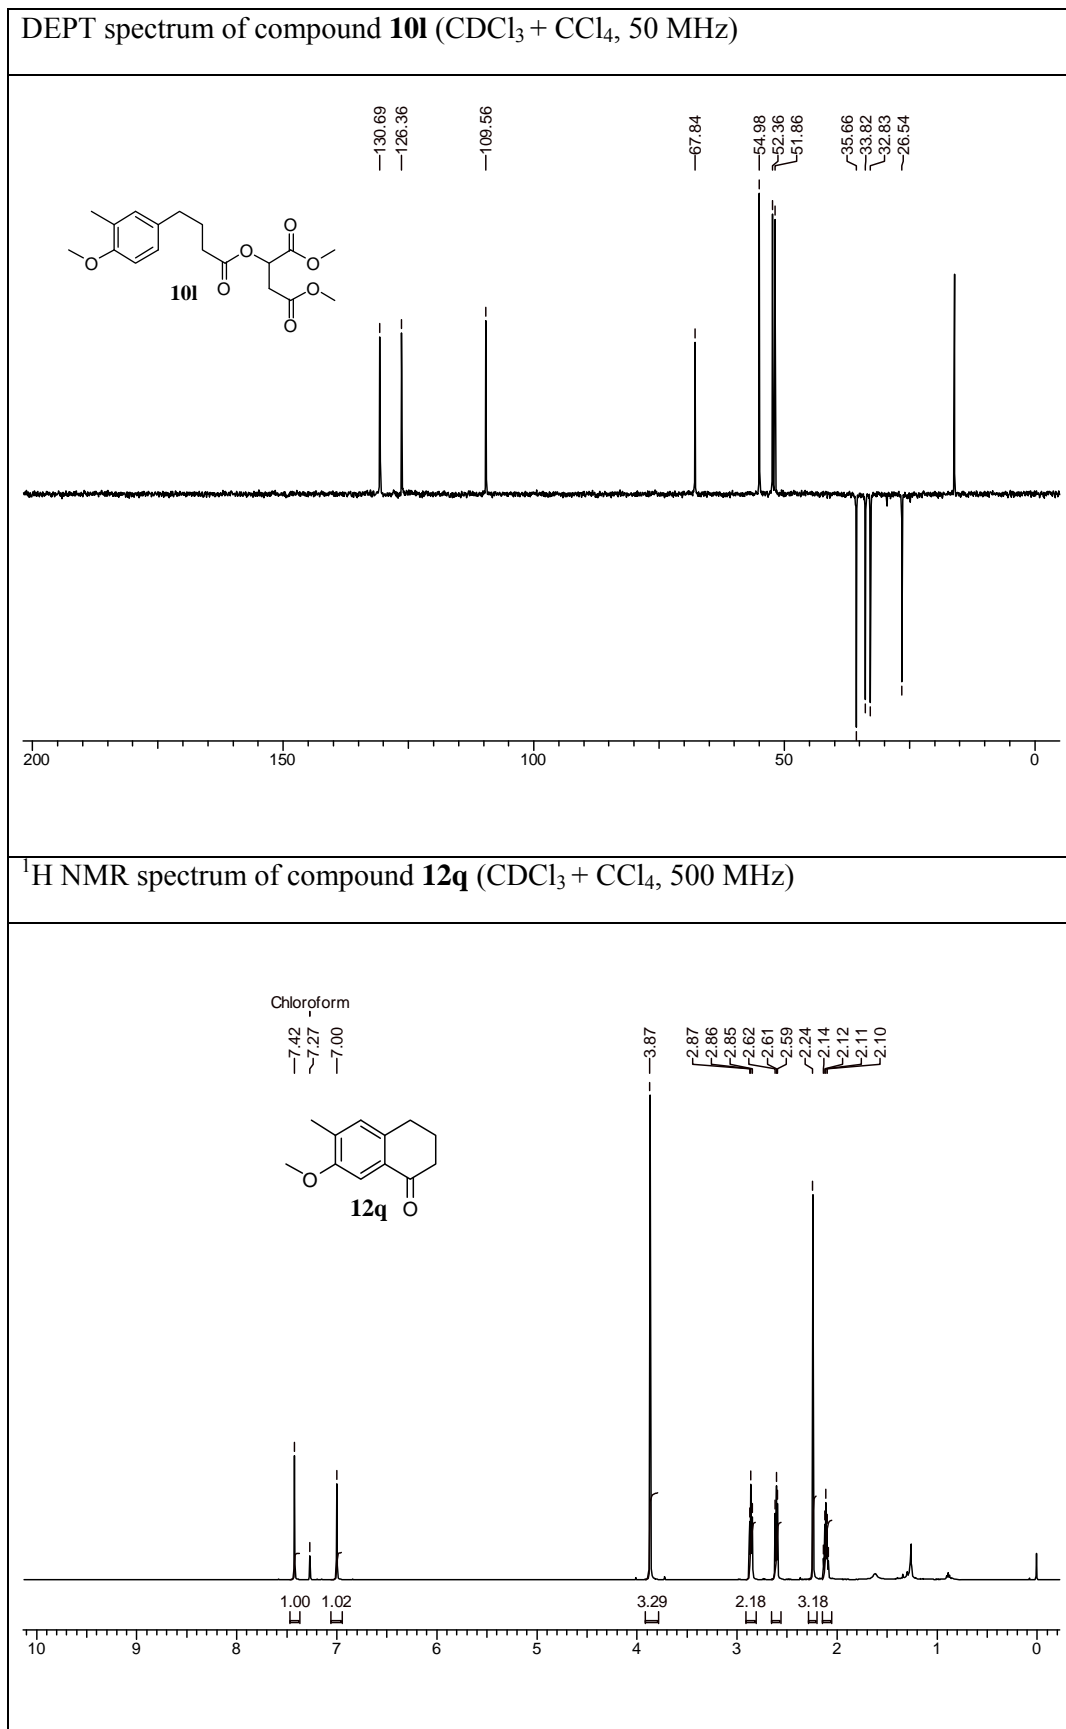 DEPT spectrum of compound 10l (CDCl3 + CCl4, 50 MHz)
130.69
126.36
109.56
67.84
54.98
52.36
51.86
35.66
33.82
32.83
26.54
O
O
O
O
O
O
O
10l
200 150 100 50 0
1H NMR spectrum of compound 12q (CDCl3 + CCl4, 500 MHz)
Chloroform
7.42
7.27
7.00
3.87
2.87
2.86
2.85
2.62
2.61
2.59
2.24
2.14
2.12
2.11
2.10
O
O
12q
1.00 1.02 3.29 2.18 3.18
10 9 8 7 6 5 4 3 2 1 0